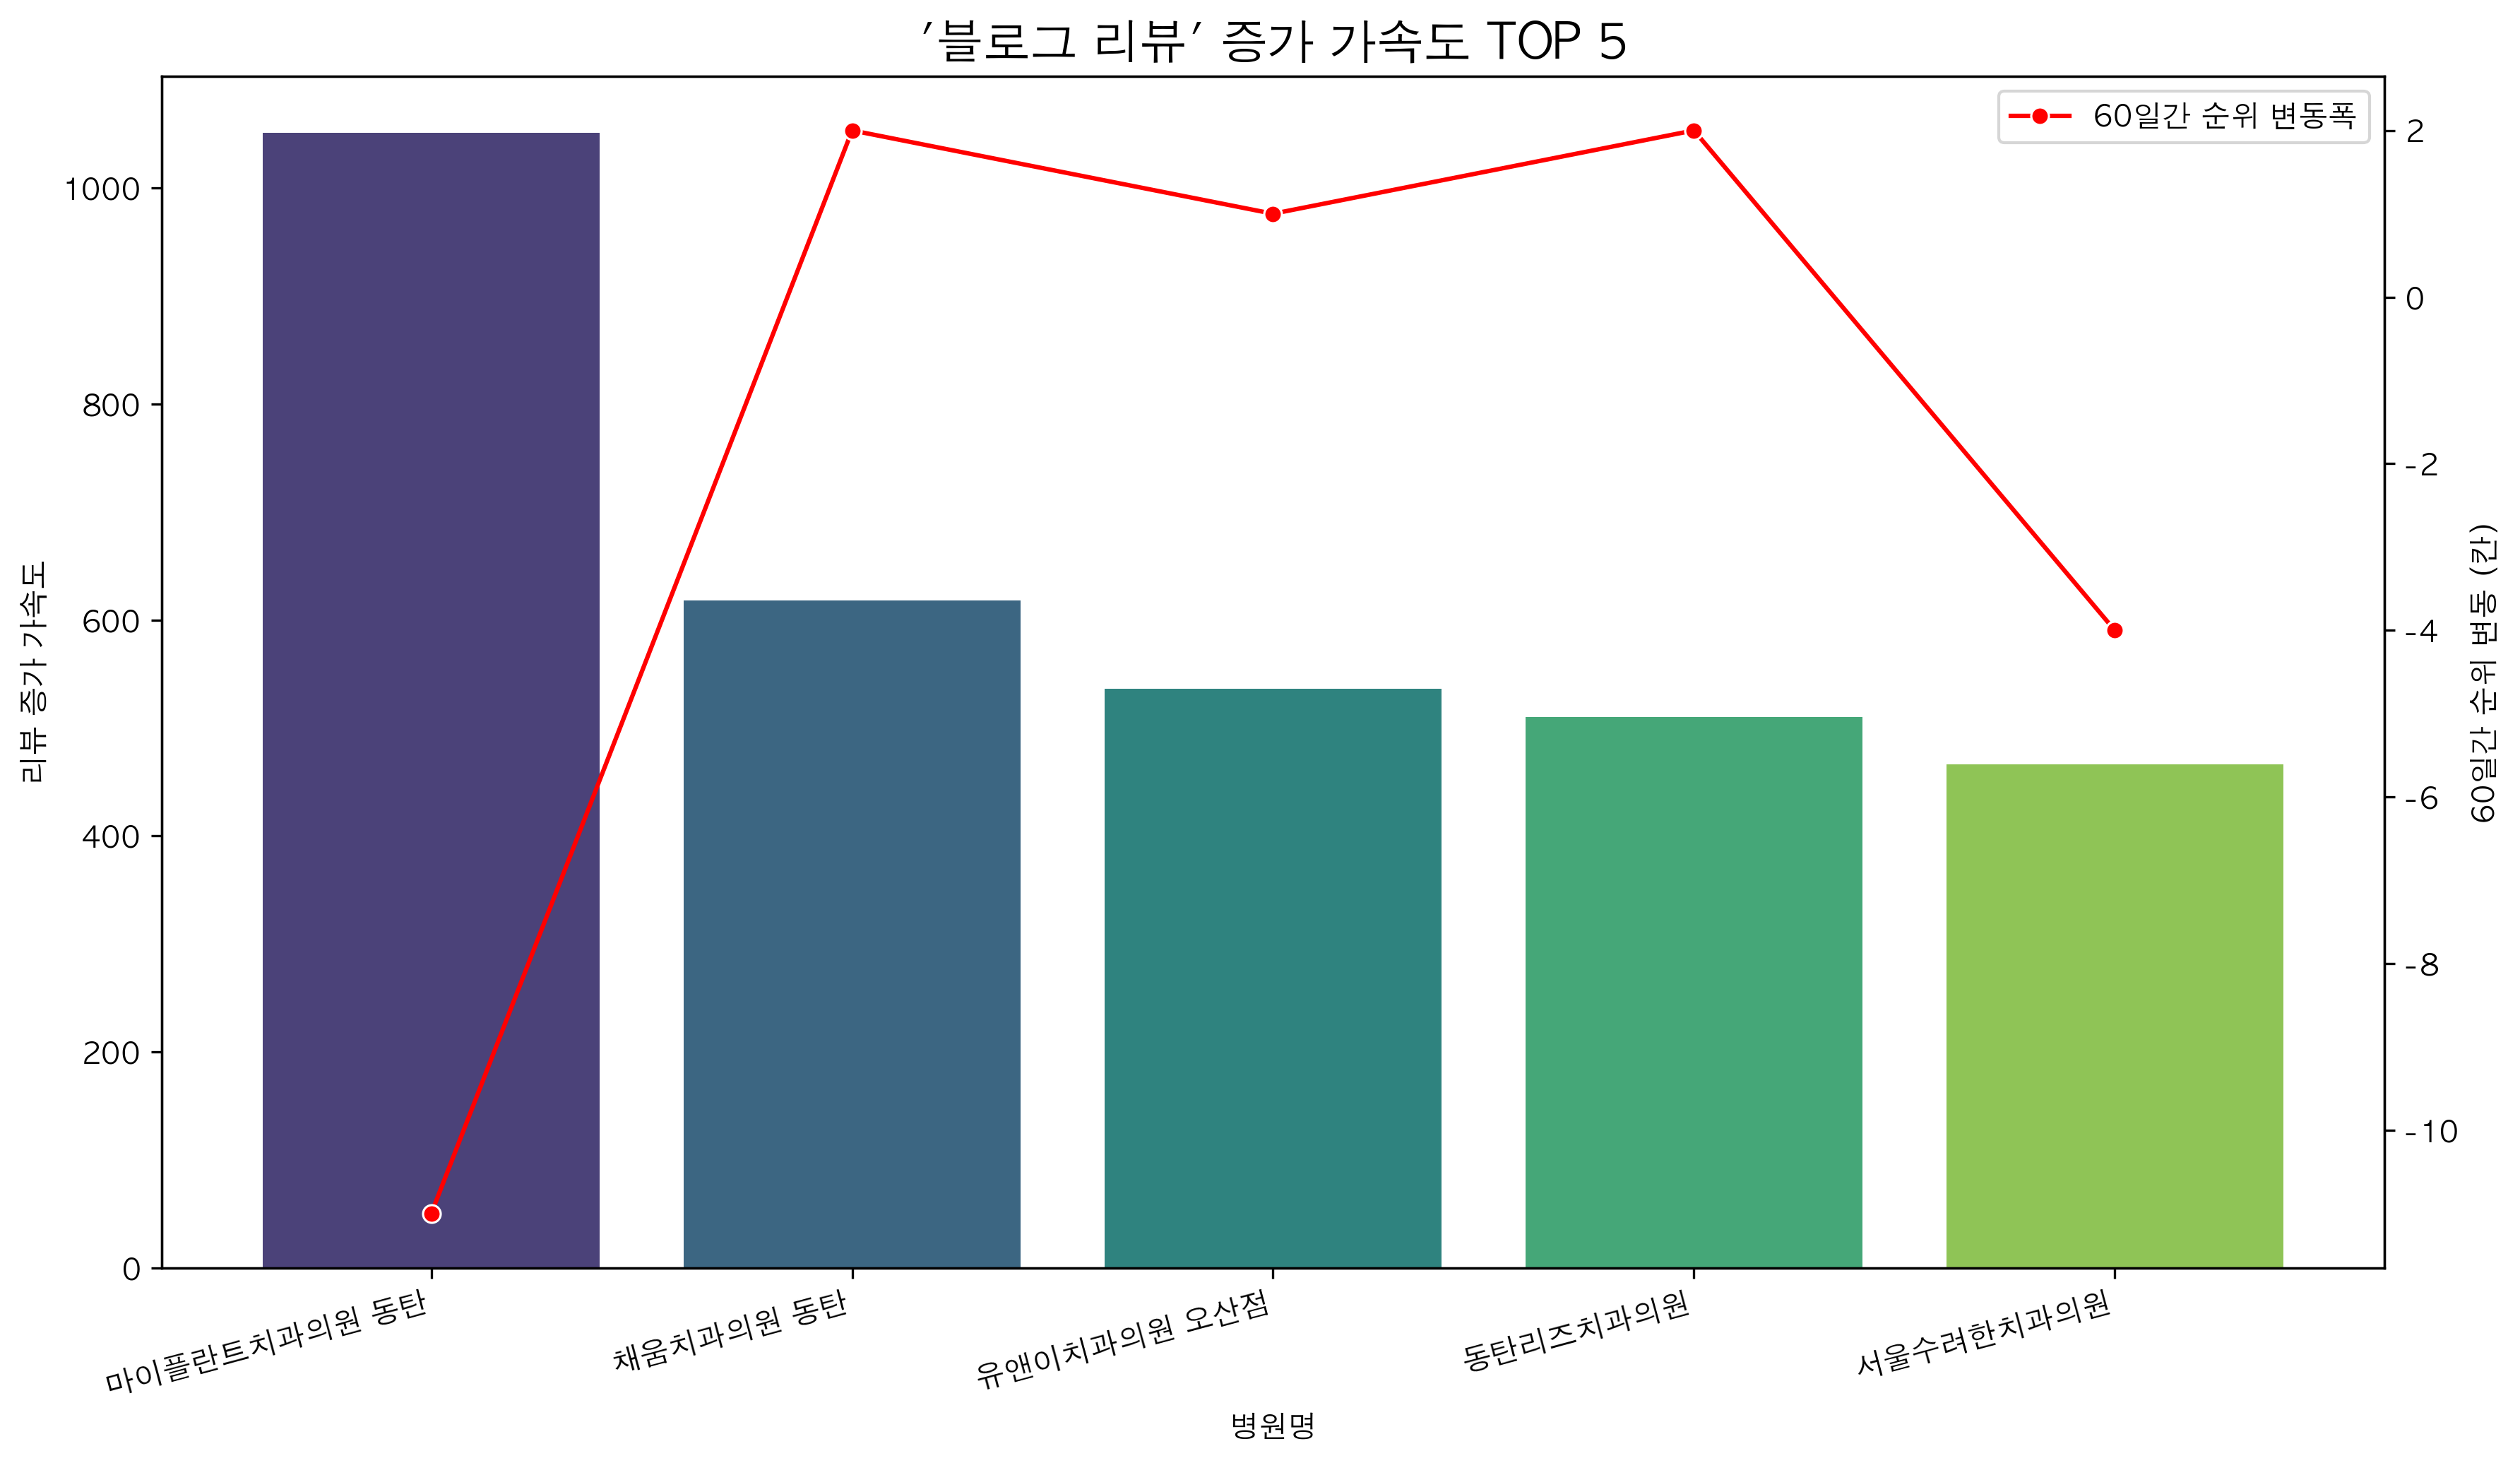 '블로그 리뷰' 증가 가속도 TOP 5
60일간 순위 변동폭
리뷰 증가 가속도
1000
800
600
400
200
0
2
0
-2
-4
-6
-8
-10
60일간 순위 변동 (칸)
마이플란트치과의원 동탄
채움치과의원 동탄
유앤이치과의원 오산점
동탄리즈치과의원
서울수려한치과의원
병원명